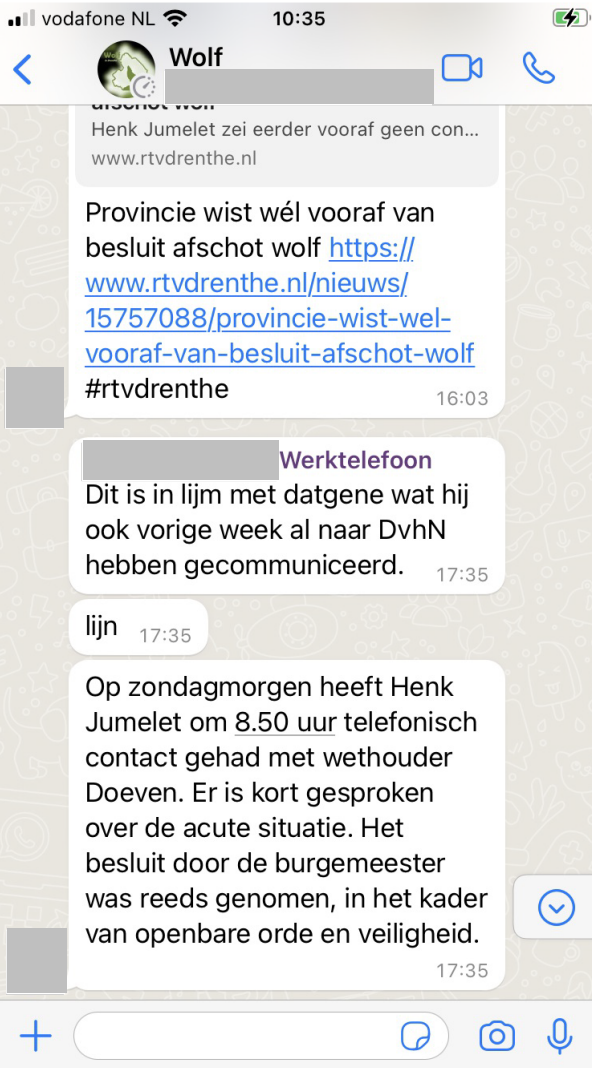 vodafone NL 10:35
Wolf
afschot wolf
Henk Jumelet zei eerder vooraf geen con...
www.rtvdrenthe.nl
Provincie wist wél vooraf van
besluit afschot wolf https://
www.rtvdrenthe.nl/nieuws/
15757088/provincie-wist-wel-
vooraf-van-besluit-afschot-wolf
#rtvdrenthe
16:03
Werktelefoon
Dit is in lijm met datgene wat hij
ook vorige week al naar DvhN
hebben gecommuniceerd.
17:35
lijn 17:35
Op zondagmorgen heeft Henk
Jumelet om 8.50 uur telefonisch
contact gehad met wethouder
Doeven. Er is kort gesproken
over de acute situatie. Het
besluit door de burgemeester
was reeds genomen, in het kader
van openbare orde en veiligheid.
17:35